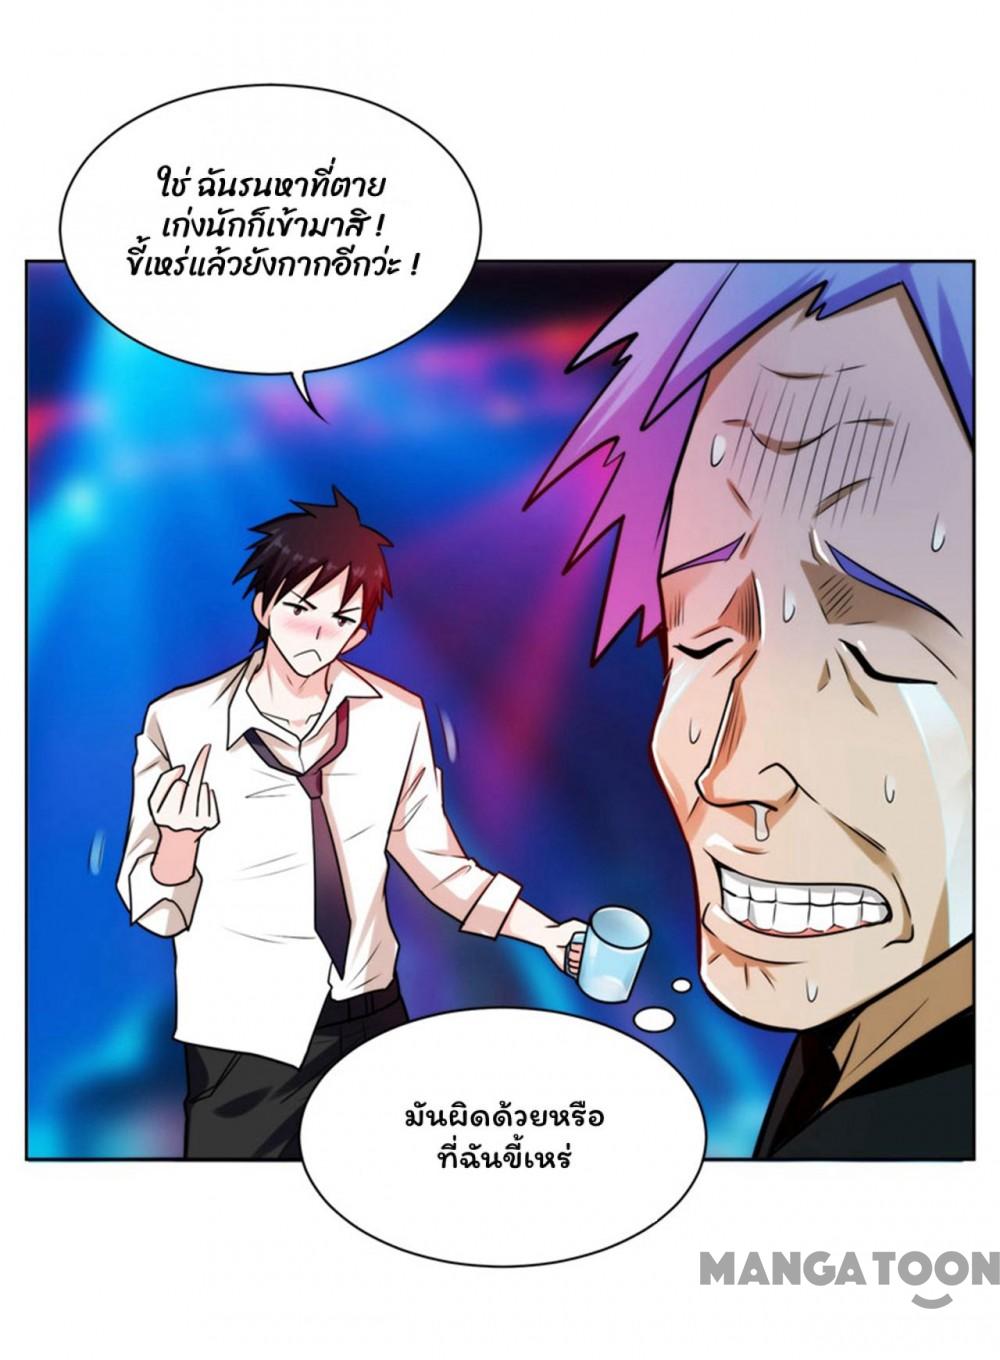 ใช่ ฉันรนหาที่ตาย
เก่งนักก็เข้ามาสิ !
ขี้เหร่แล้วยังกากอีกว่ะ !
มันผิดด้วยหรือ
ที่ฉันขี้เหร่
MANGATOON